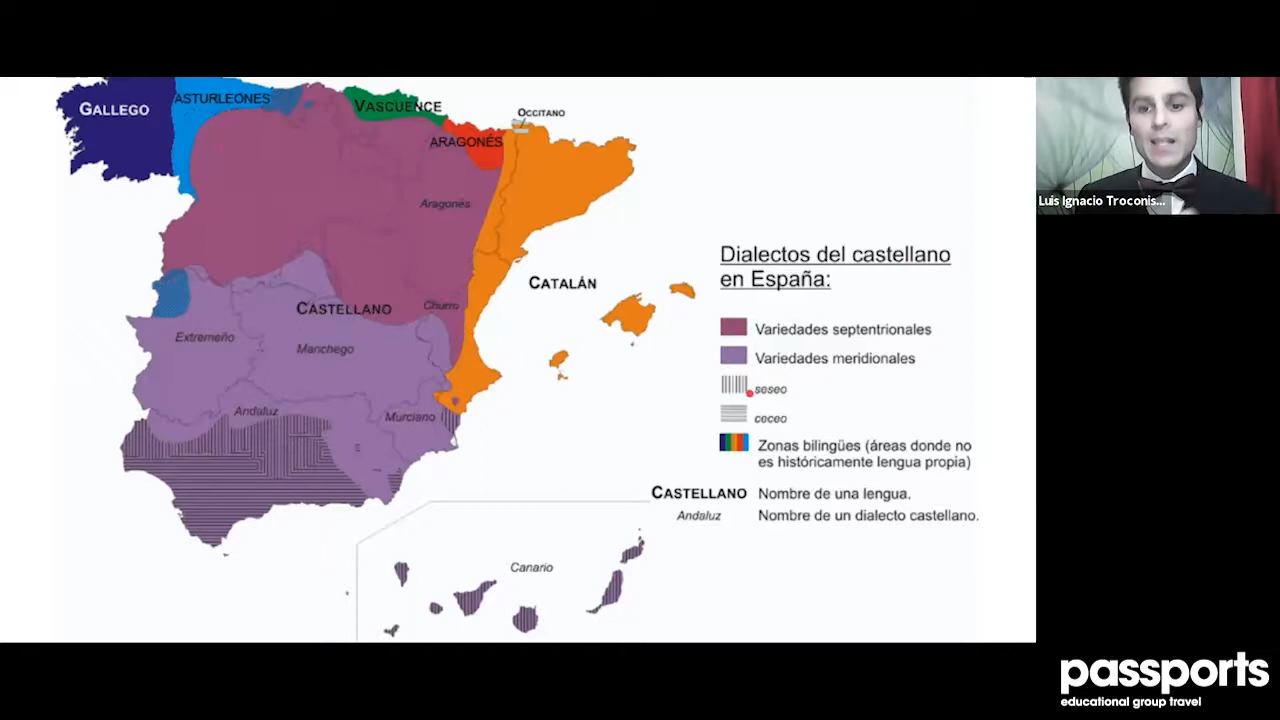 GALLEGO
ASTURLEONES
VASCUENCE
OCCITANO
ARAGONÉS
Aragonés
CATALÁN
CASTELLANO
Churro
Extremeño
Manchego
Andaluz
Murciano
Canario
Dialectos del castellano
en España:
Variedades septentrionales
Variedades meridionales
seseo
ceceo
Zonas bilingües (áreas donde no
es históricamente lengua propia)
CASTELLANO Nombre de una lengua.
Andaluz Nombre de un dialecto castellano.
Luis Ignacio Troconis...
passports
educational group travel